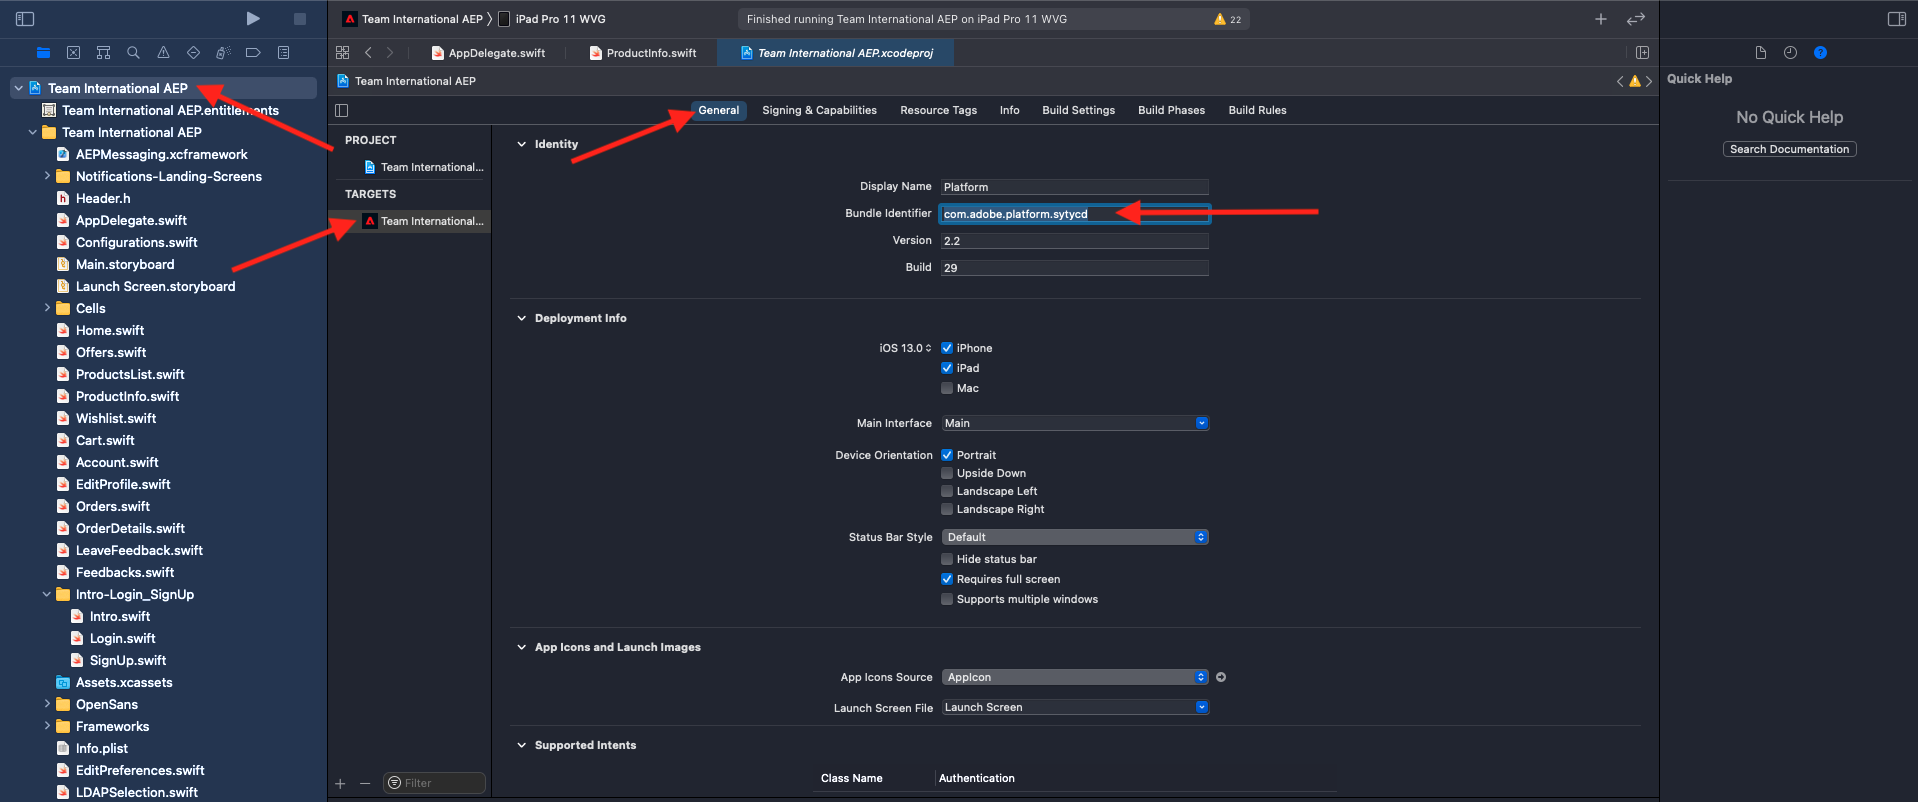 Team International AEP
iPad Pro 11 WVG
Finished running Team International AEP on iPad Pro 11 WVG
22
AppDelegate.swift
ProductInfo.swift
Team International AEP.xcodeproj
Team International AEP
Team International AEP
Team International AEP.entitlements
Team International AEP
AEPMessaging.xcframework
Notifications-Landing-Screens
Header.h
AppDelegate.swift
Configurations.swift
Main.storyboard
Launch Screen.storyboard
Cells
Home.swift
Offers.swift
ProductsList.swift
ProductInfo.swift
Wishlist.swift
Cart.swift
Account.swift
EditProfile.swift
Orders.swift
OrderDetails.swift
LeaveFeedback.swift
Feedbacks.swift
Intro-Login_SignUp
Intro.swift
Login.swift
SignUp.swift
Assets.xcassets
OpenSans
Frameworks
Info.plist
EditPreferences.swift
LDAPSelection.swift
General
Signing & Capabilities
Resource Tags
Info
Build Settings
Build Phases
Build Rules
PROJECT
Team International...
TARGETS
Team International...
Filter
Identity
Display Name Platform
Bundle Identifier com.adobe.platform.sytycd
Version 2.2
Build 29
Deployment Info
iOS 13.0 iPhone
iPad
Mac
Main Interface Main
Device Orientation Portrait
Upside Down
Landscape Left
Landscape Right
Status Bar Style Default
Hide status bar
Requires full screen
Supports multiple windows
App Icons and Launch Images
App Icons Source AppIcon
Launch Screen File Launch Screen
Supported Intents
Class Name Authentication
Quick Help
No Quick Help
Search Documentation